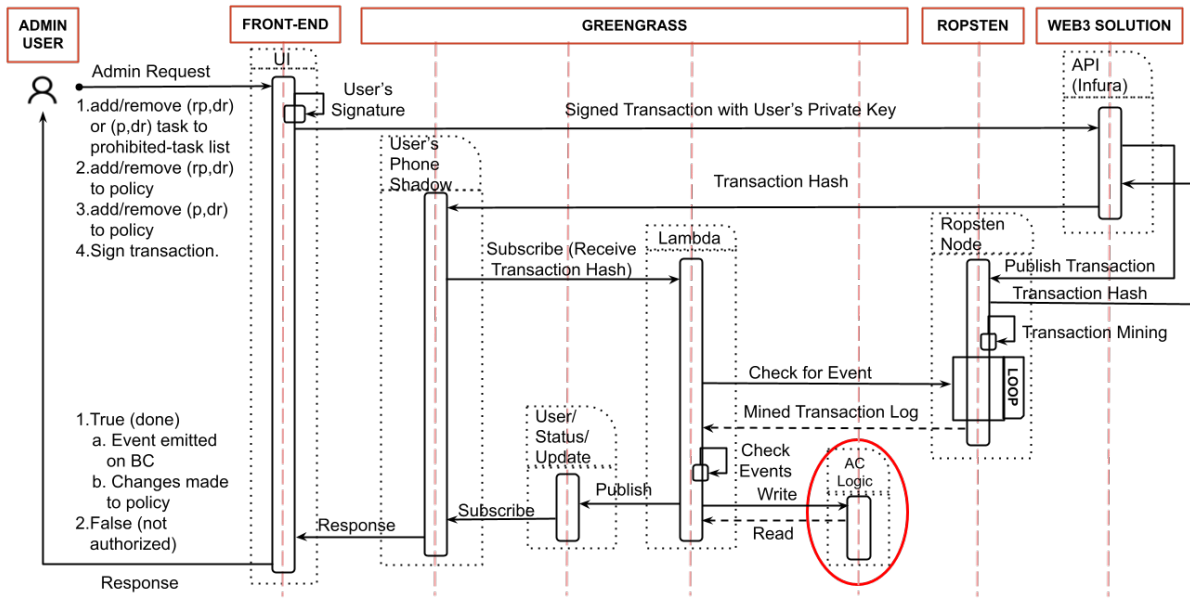 ADMIN
USER
FRONT-END
GREENGRASS
ROPSTEN
WEB3 SOLUTION
UI
API
(Infura)
Admin Request
User's
Signature
1.add/remove (rp,dr)
or (p,dr) task to
prohibited-task list
2.add/remove (rp,dr)
to policy
3.add/remove (p,dr)
to policy
4.Sign transaction.
Signed Transaction with User's Private Key
User's
Phone
Shadow
Transaction Hash
Lambda
Ropsten
Node
Subscribe (Receive
Transaction Hash)
Publish Transaction
Transaction Hash
Transaction Mining
Check for Event
LOOP
Mined Transaction Log
1.True (done)
a. Event emitted
on BC
b. Changes made
to policy
2.False (not
authorized)
User/
Status/
Update
Check
Events
AC
Logic
Publish
Write
Subscribe
Read
Response
Response